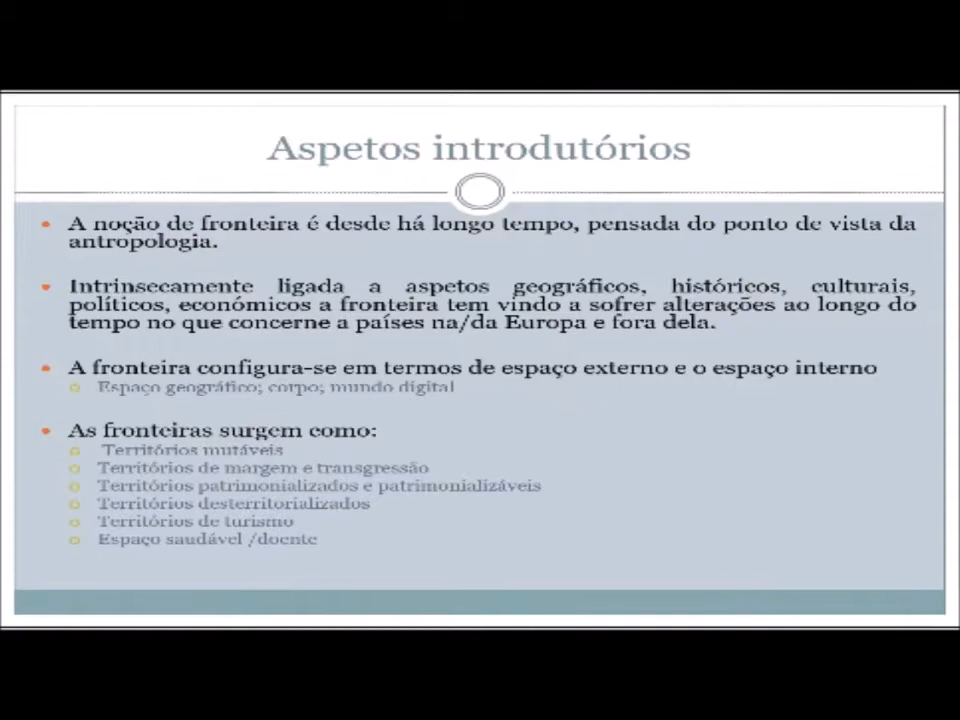 Aspetos introdutórios
• A noção de fronteira é desde há longo tempo, pensada do ponto de vista da
antropologia.
• Intrinsecamente ligada a aspetos geográficos, históricos, culturais,
políticos, económicos a fronteira tem vindo a sofrer alterações ao longo do
tempo no que concerne a países na/da Europa e fora dela.
• A fronteira configura-se em termos de espaço externo e o espaço interno
o Espaço geográfico; corpo; mundo digital
• As fronteiras surgem como:
o Territórios mutáveis
o Territórios de margem e transgressão
o Territórios patrimonializados e patrimonializáveis
o Territórios desterritorializados
o Territórios de turismo
o Espaço saudável /doente